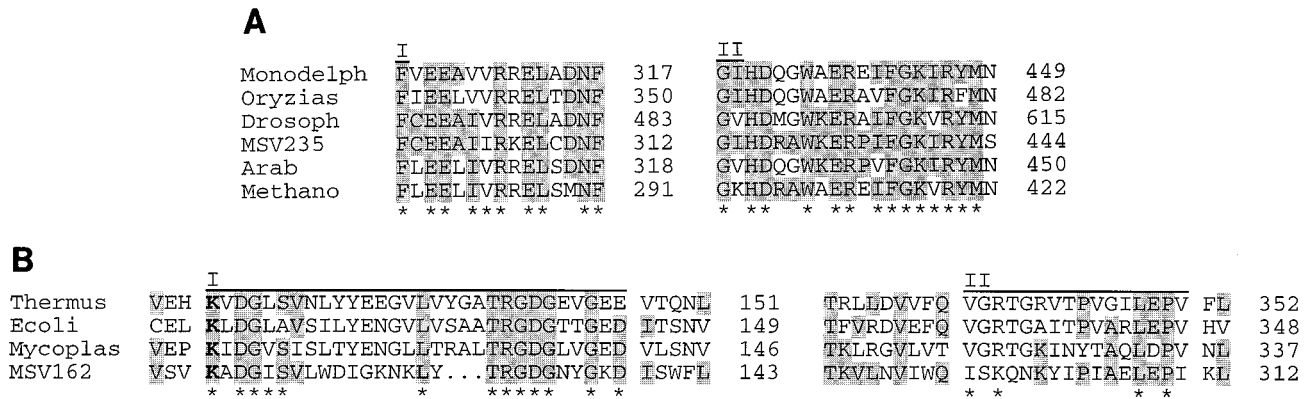 A
I II
Monodelph FVEEAVVRRELADNF 317 GIHDQGWAEREIFGKIRYMN 449
Oryzias FIEELVVRRELTDNF 350 GIHDQGWAERAVFGKIRFMN 482
Drosoph FCEEAIVRRELADNF 483 GVHDMGWKERAIFGKVRYMN 615
MSV235 FCEEAIIRKELCDNF 312 GIHDRAWKERPIFGKIRYMS 444
Arab FLEELIVRRELSDNF 318 GVHDQGWKERPVFGKIRYMN 450
Methano FLEELIVRRELSMNF 291 GKHDRAWAEREIFGKVRYMN 422
* ** *** ** ** * ** * ** ********
B
I II
Thermus VEH KVDGLSVNLYYEEGVLVYGATRGDGEVGEE VTQNL 151 TRLLDVVFQ VGRTGRVTPVGILEPV FL 352
Ecoli CEL KLDGLAVSILYENGVLVSAATRGDGTTGED ITSNV 149 TFVRDVEFQ VGRTGAITPVARLEPV HV 348
Mycoplas VEP KIDGVSISLTYENGLLTRALTRGDGLVGED VLSNV 146 TKLRGVLVT VGRTGKINYTAQLDPV NL 337
MSV162 VSV KADGISVLWDIGKNKLY...TRGDGNYGKD ISWFL 143 TKVLNVIWQ ISKQNKYIPIAELEPI KL 312
* **** * ***** * * * * * *